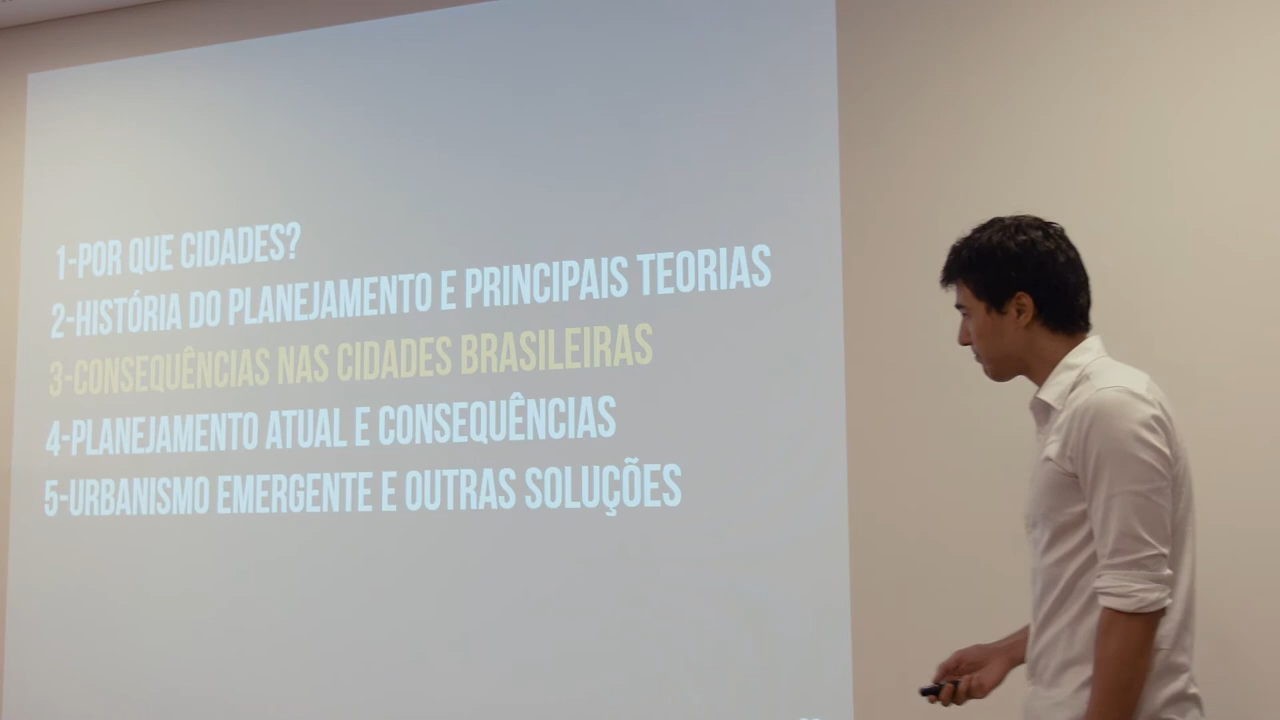 1-POR QUE CIDADES?
2-HISTÓRIA DO PLANEJAMENTO E PRINCIPAIS TEORIAS
3-CONSEQUÊNCIAS NAS CIDADES BRASILEIRAS
4-PLANEJAMENTO ATUAL E CONSEQUÊNCIAS
5-URBANISMO EMERGENTE E OUTRAS SOLUÇÕES